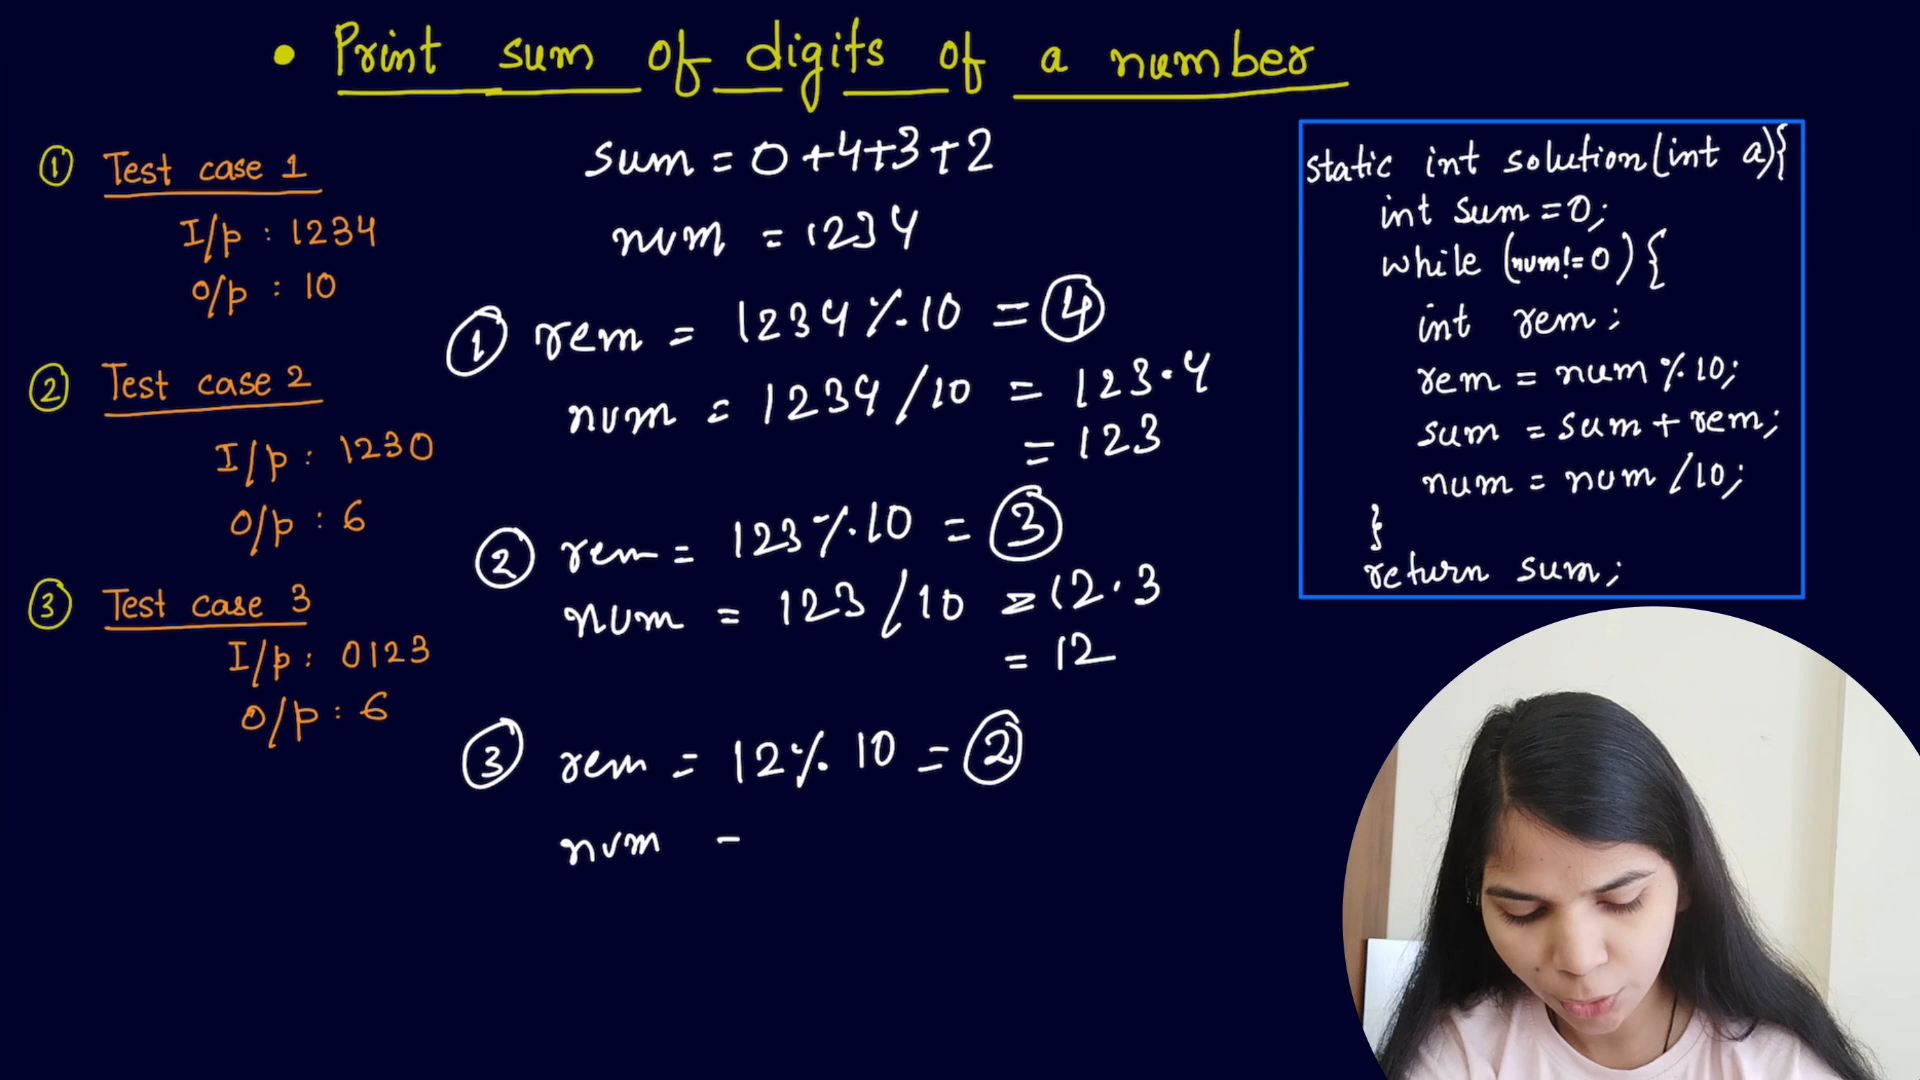 • Print sum of digits of a number
① Test case 1
I/p : 1234
O/p : 10
② Test case 2
I/p : 1230
O/p : 6
③ Test case 3
I/p : 0123
O/p : 6
sum = 0+4+3+2
num = 1234
① rem = 1234 % 10 = ④
num = 1234 / 10 = 123.4
= 123
② rem = 123 % 10 = ③
num = 123 / 10 = 12.3
= 12
③ rem = 12 % 10 = ②
num -
static int solution(int a){
int sum = 0;
while (num != 0) {
int rem;
rem = num % 10;
sum = sum + rem;
num = num / 10;
}
return sum;